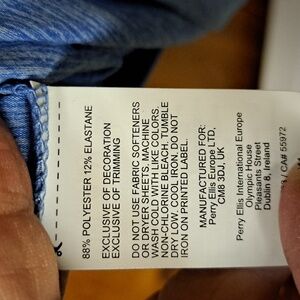 88% POLYESTER 12% ELASTANE
EXCLUSIVE OF DECORATION
EXCLUSIVE OF TRIMMING
DO NOT USE FABRIC SOFTENERS
OR DRYER SHEETS. MACHINE
WASH COLD WITH LIKE COLORS.
NON-CHLORINE BLEACH. TUMBLE
DRY LOW. COOL IRON. DO NOT
IRON ON PRINTED LABEL
MANUFACTURED FOR:
Perry Ellis Europe LTD,
CM8 3DJ, UK
Perry Ellis International Europe
Olympic House
Pleasants Street
Dublin 8, Ireland
/ CA# 55972